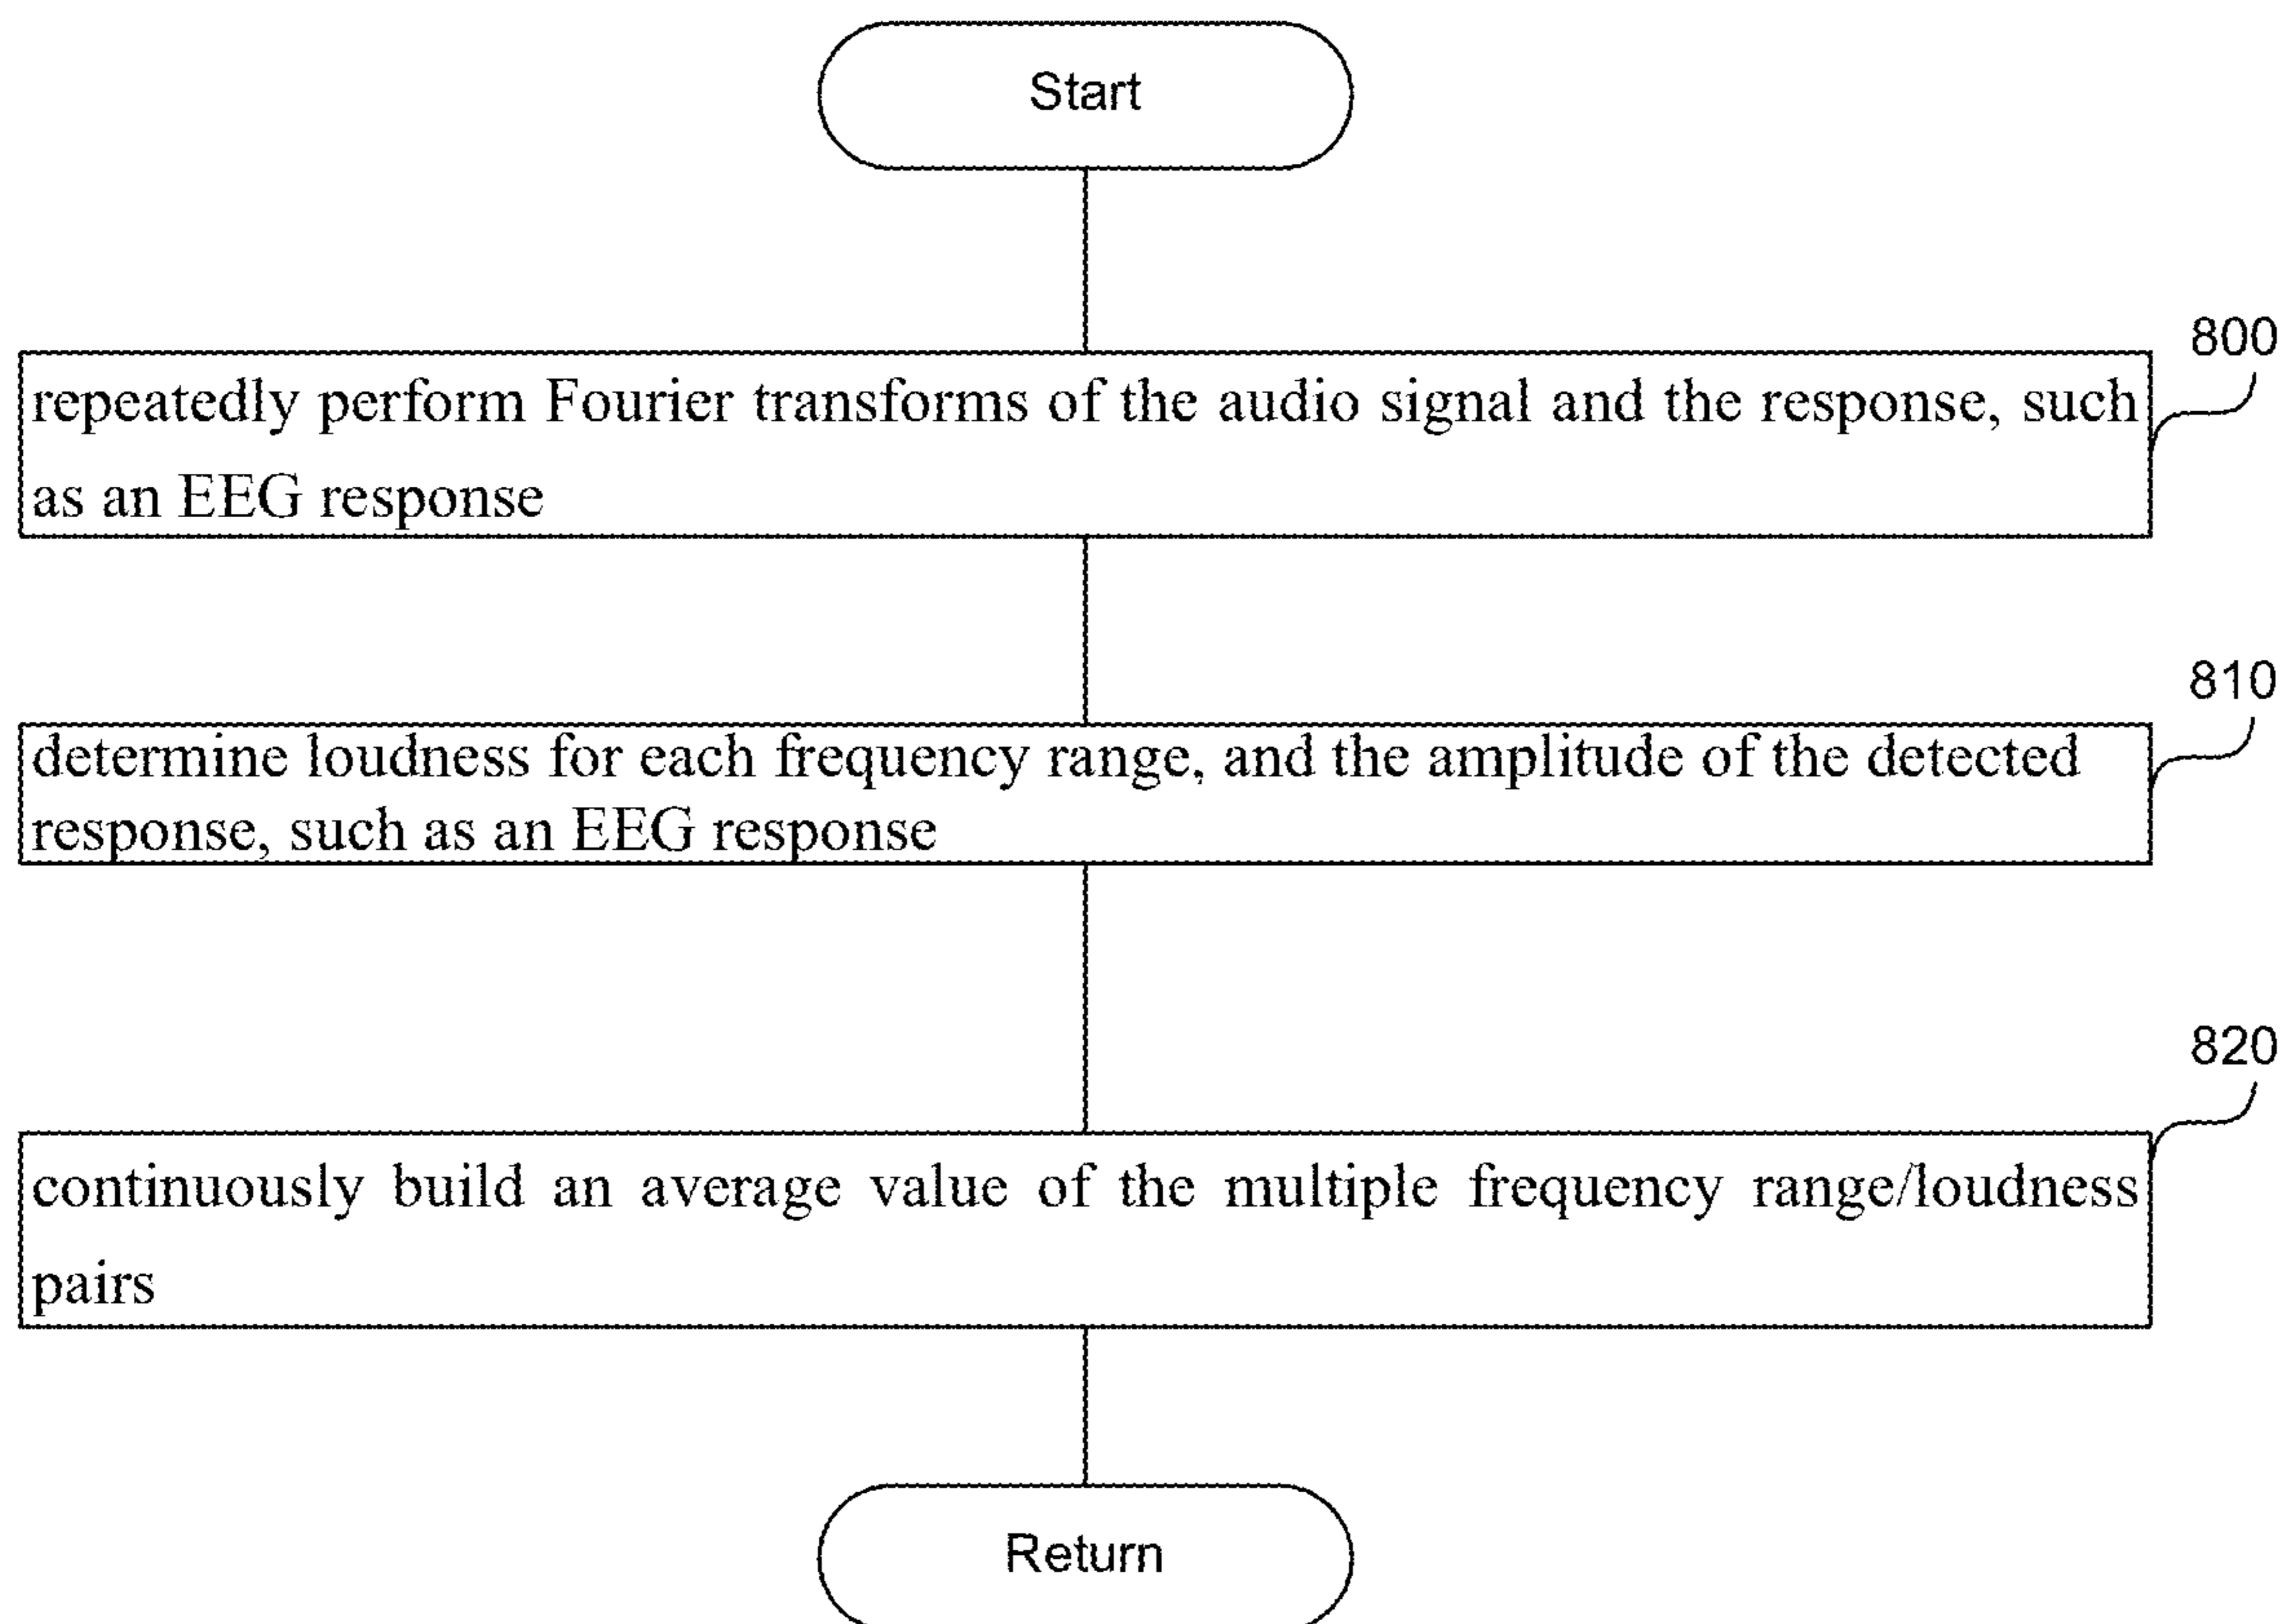 Start
800
repeatedly perform Fourier transforms of the audio signal and the response, such
as an EEG response
810
determine loudness for each frequency range, and the amplitude of the detected
response, such as an EEG response
820
continuously build an average value of the multiple frequency range/loudness
pairs
Return